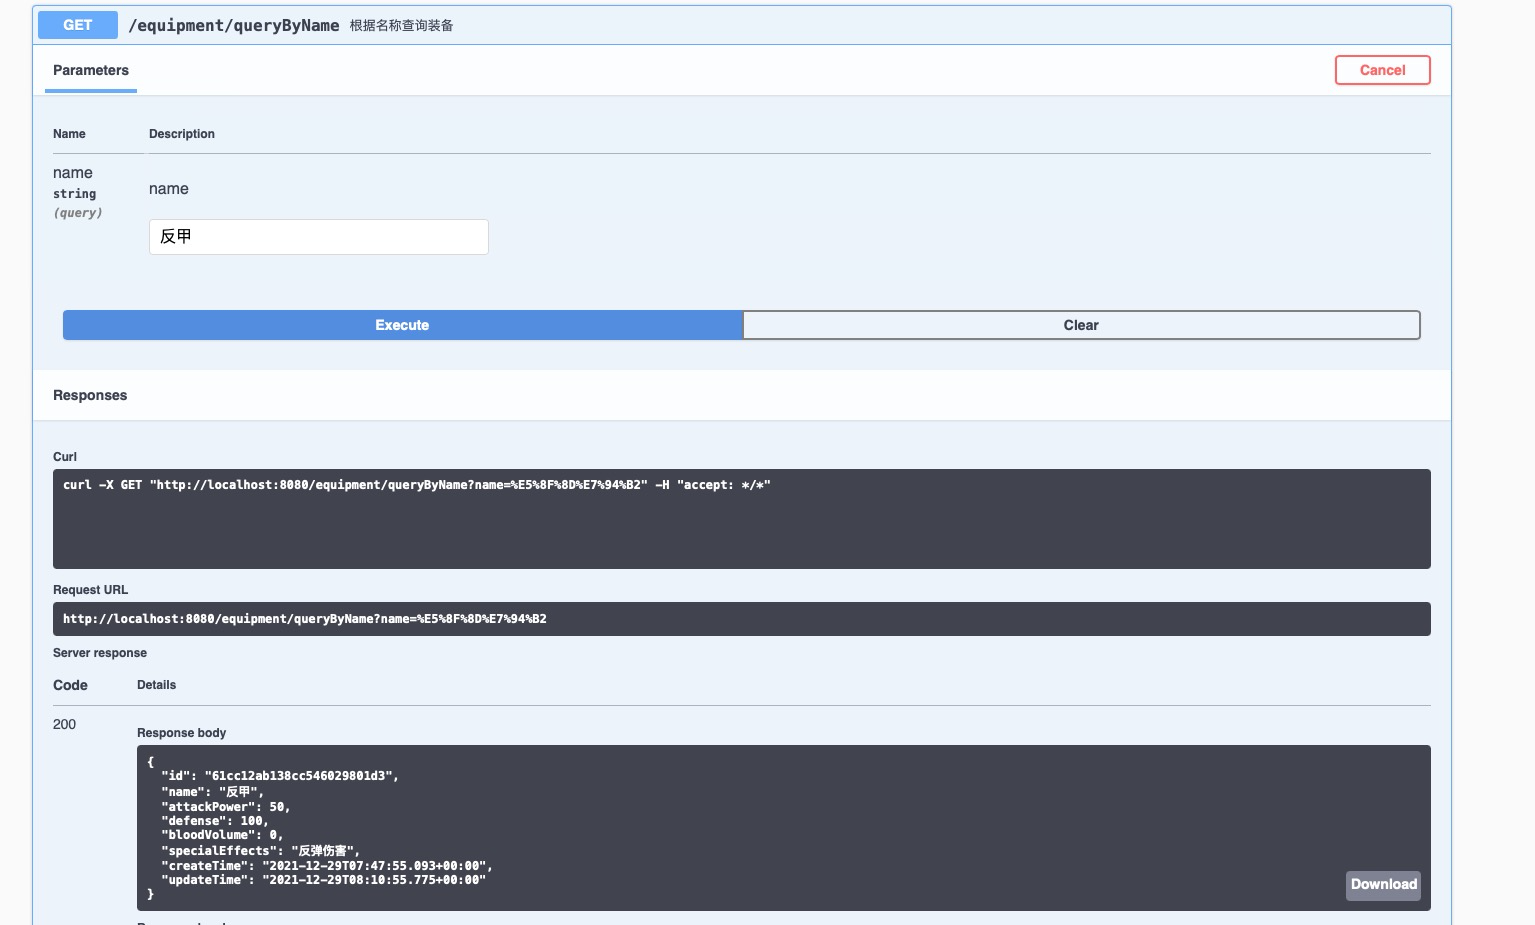 GET /equipment/queryByName 根据名称查询装备
Parameters
Cancel
Name Description
name
string
(query)
name
反甲
Execute
Clear
Responses
Curl
curl -X GET "http://localhost:8080/equipment/queryByName?name=%E5%8F%8D%E7%94%B2" -H "accept: */*"
Request URL
http://localhost:8080/equipment/queryByName?name=%E5%8F%8D%E7%94%B2
Server response
Code Details
200
Response body
{
  "id": "61cc12ab138cc546029801d3",
  "name": "反甲",
  "attackPower": 50,
  "defense": 100,
  "bloodVolume": 0,
  "specialEffects": "反弹伤害",
  "createTime": "2021-12-29T07:47:55.093+00:00",
  "updateTime": "2021-12-29T08:10:55.775+00:00"
}
Download